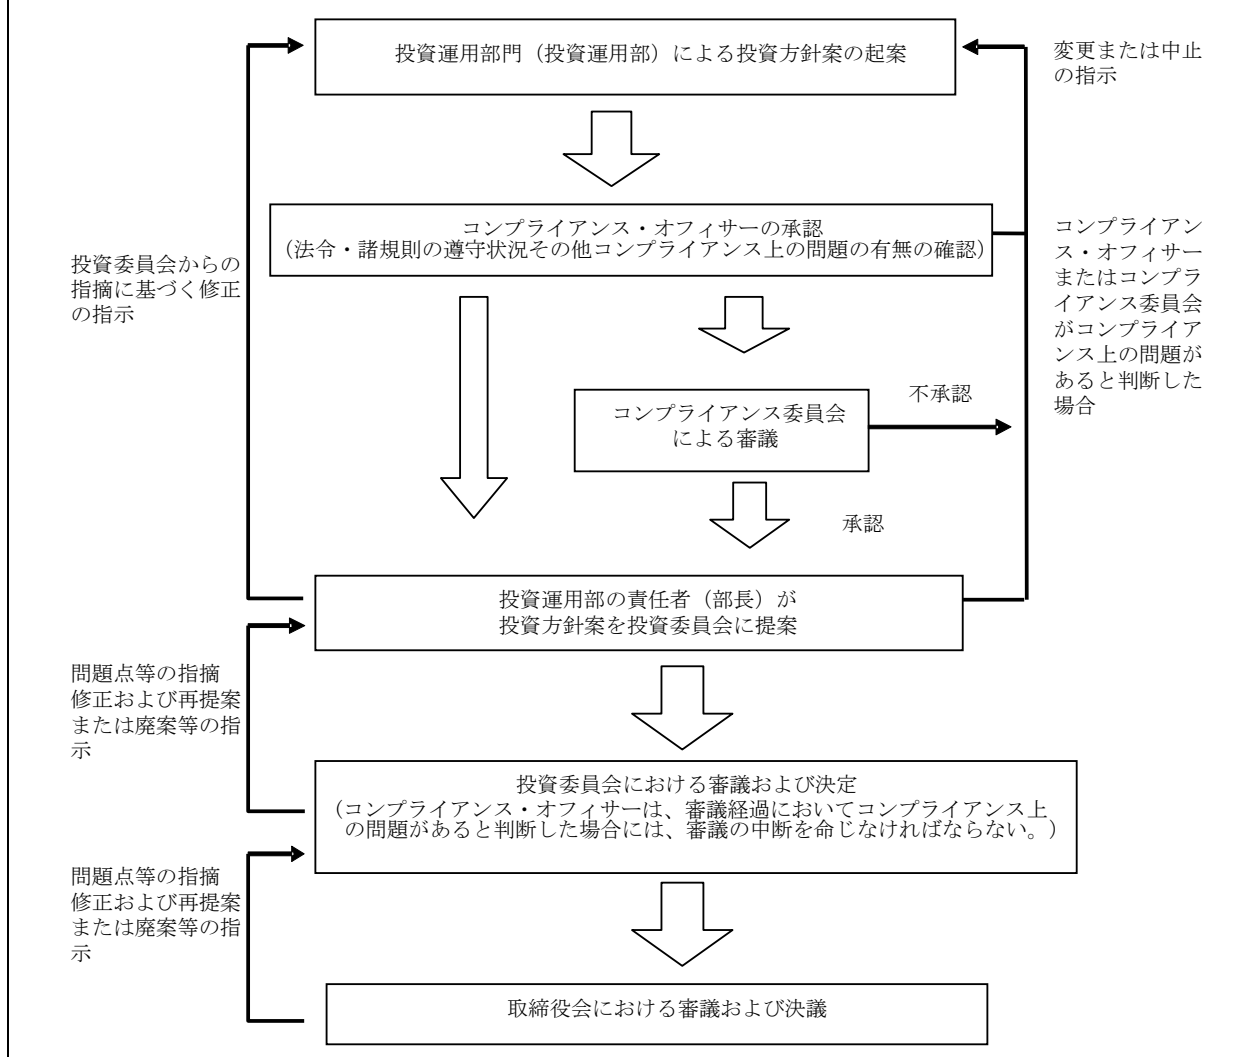 投資運用部門（投資運用部）による投資方針案の起案
変更または中止
の指示
コンプライアンス・オフィサーの承認
（法令・諸規則の遵守状況その他コンプライアンス上の問題の有無の確認）
コンプライアン
ス・オフィサー
またはコンプラ
イアンス委員会
がコンプライア
ンス上の問題が
あると判断した
場合
投資委員会からの
指摘に基づく修正
の指示
コンプライアンス委員会
による審議
不承認
承認
投資運用部の責任者（部長）が
投資方針案を投資委員会に提案
問題点等の指摘
修正および再提案
または廃案等の指
示
投資委員会における審議および決定
（コンプライアンス・オフィサーは、審議経過においてコンプライアンス上
の問題があると判断した場合には、審議の中断を命じなければならない。）
問題点等の指摘
修正および再提案
または廃案等の指
示
取締役会における審議および決議